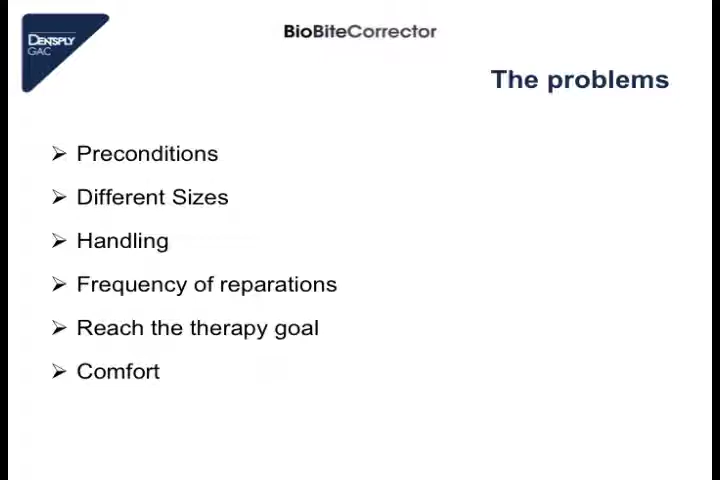 DENTSPLY
GAC
BioBiteCorrector
The problems
Preconditions
Different Sizes
Handling
Frequency of reparations
Reach the therapy goal
Comfort